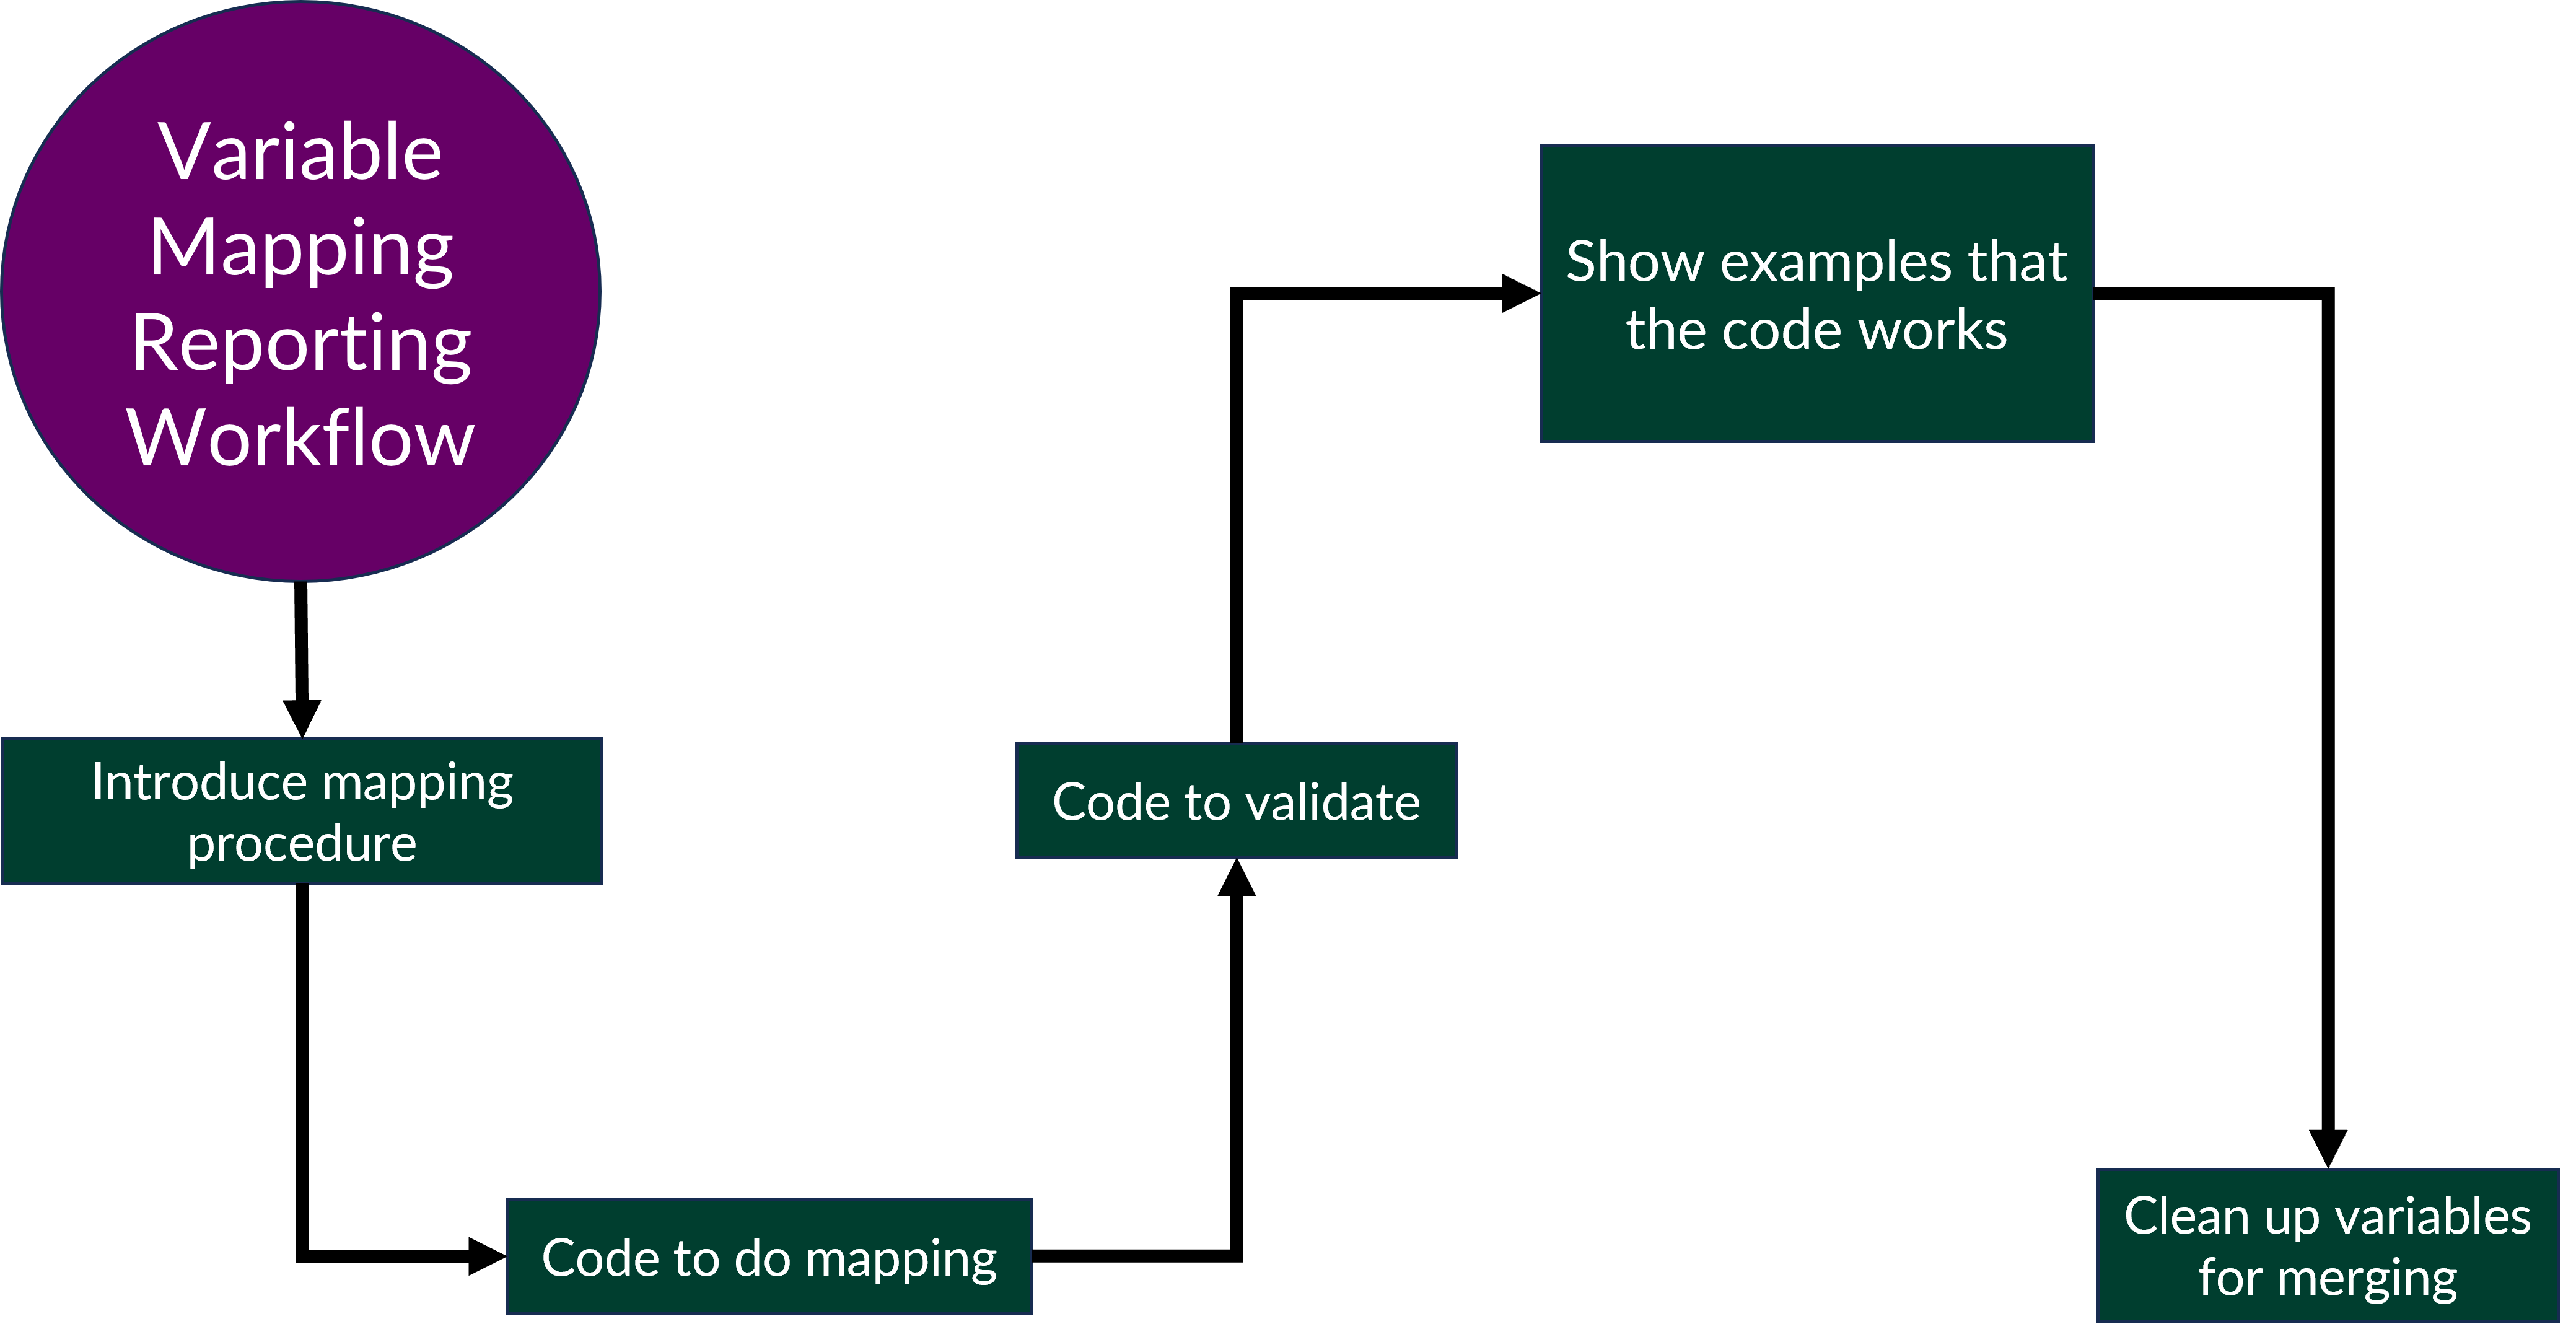 Variable
Mapping
Reporting
Workflow
Introduce mapping
procedure
Code to do mapping
Code to validate
Show examples that
the code works
Clean up variables
for merging